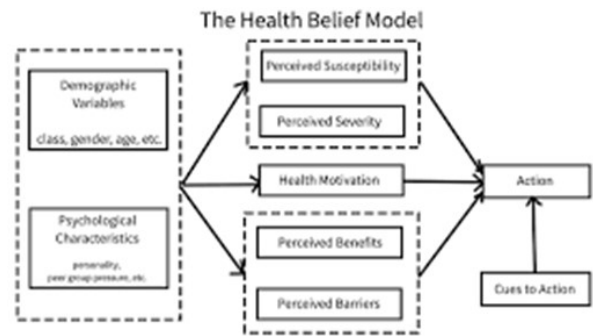 The Health Belief Model
Demographic
Variables
class, gender, age, etc.
Psychological
Characteristics
personality,
peer group pressure, etc.
Perceived Susceptibility
Perceived Severity
Health Motivation
Perceived Benefits
Perceived Barriers
Action
Cues to Action